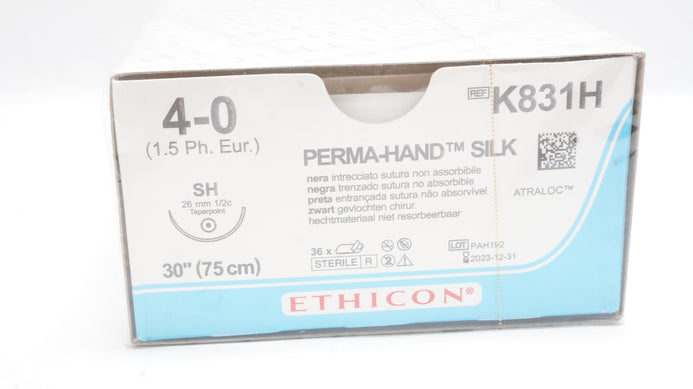 4-0
(1.5 Ph. Eur.)
SH
26 mm 1/2c
Taperpoint
30" (75 cm)
REF K831H
PERMA-HAND™ SILK
nera intrecciato sutura non assorbibile
negra trenzado sutura no absorbible
preta entrançada sutura não absorvível
zwart gevlochten chirur.
hechtmateriaal niet resorbeerbaar
ATRALOC™
36 x
STERILE R
LOT PAH192
2023-12-31
ETHICON®